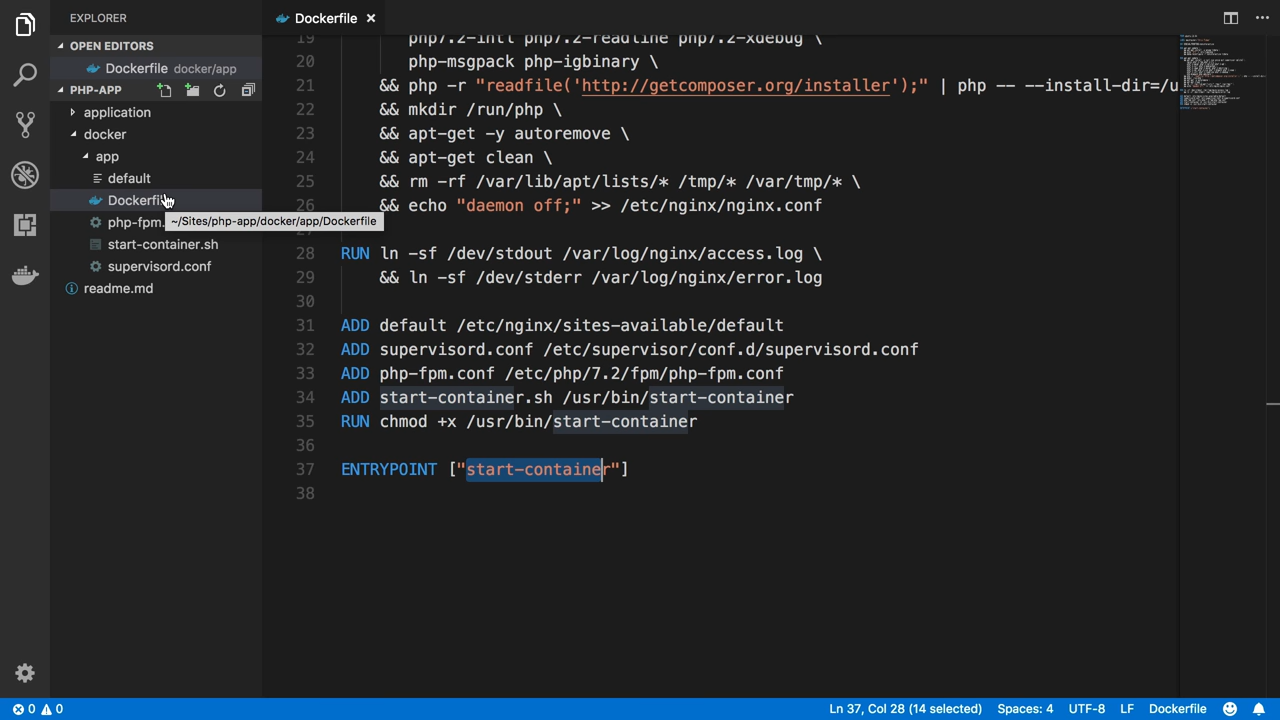 EXPLORER
OPEN EDITORS
Dockerfile docker/app
PHP-APP
application
docker
app
default
Dockerfi
php-fpm.
start-container.sh
supervisord.conf
readme.md
~/Sites/php-app/docker/app/Dockerfile
Dockerfile ×
19 php7.2-intl php7.2-readline php7.2-xdebug \
20 php-msgpack php-igbinary \
21 && php -r "readfile('http://getcomposer.org/installer');" | php -- --install-dir=/u
22 && mkdir /run/php \
23 && apt-get -y autoremove \
24 && apt-get clean \
25 && rm -rf /var/lib/apt/lists/* /tmp/* /var/tmp/* \
26 && echo "daemon off;" >> /etc/nginx/nginx.conf
28 RUN ln -sf /dev/stdout /var/log/nginx/access.log \
29 && ln -sf /dev/stderr /var/log/nginx/error.log
30
31 ADD default /etc/nginx/sites-available/default
32 ADD supervisord.conf /etc/supervisor/conf.d/supervisord.conf
33 ADD php-fpm.conf /etc/php/7.2/fpm/php-fpm.conf
34 ADD start-container.sh /usr/bin/start-container
35 RUN chmod +x /usr/bin/start-container
36
37 ENTRYPOINT ["start-container"]
38
0 0 Ln 37, Col 28 (14 selected) Spaces: 4 UTF-8 LF Dockerfile